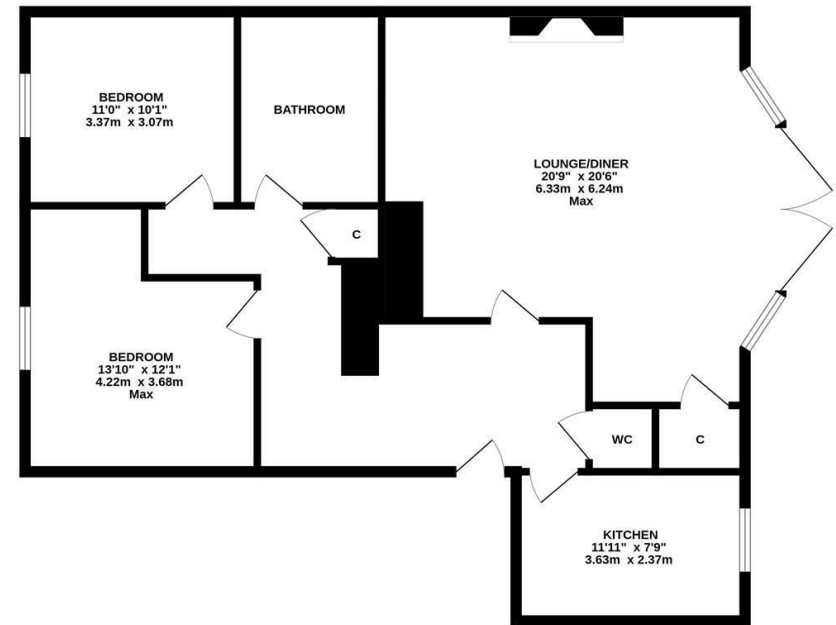 BEDROOM
11'0" x 10'1"
3.37m x 3.07m
BATHROOM
LOUNGE/DINER
20'9" x 20'6"
6.33m x 6.24m
Max
C
BEDROOM
13'10" x 12'1"
4.22m x 3.68m
Max
WC
C
KITCHEN
11'11" x 7'9"
3.63m x 2.37m